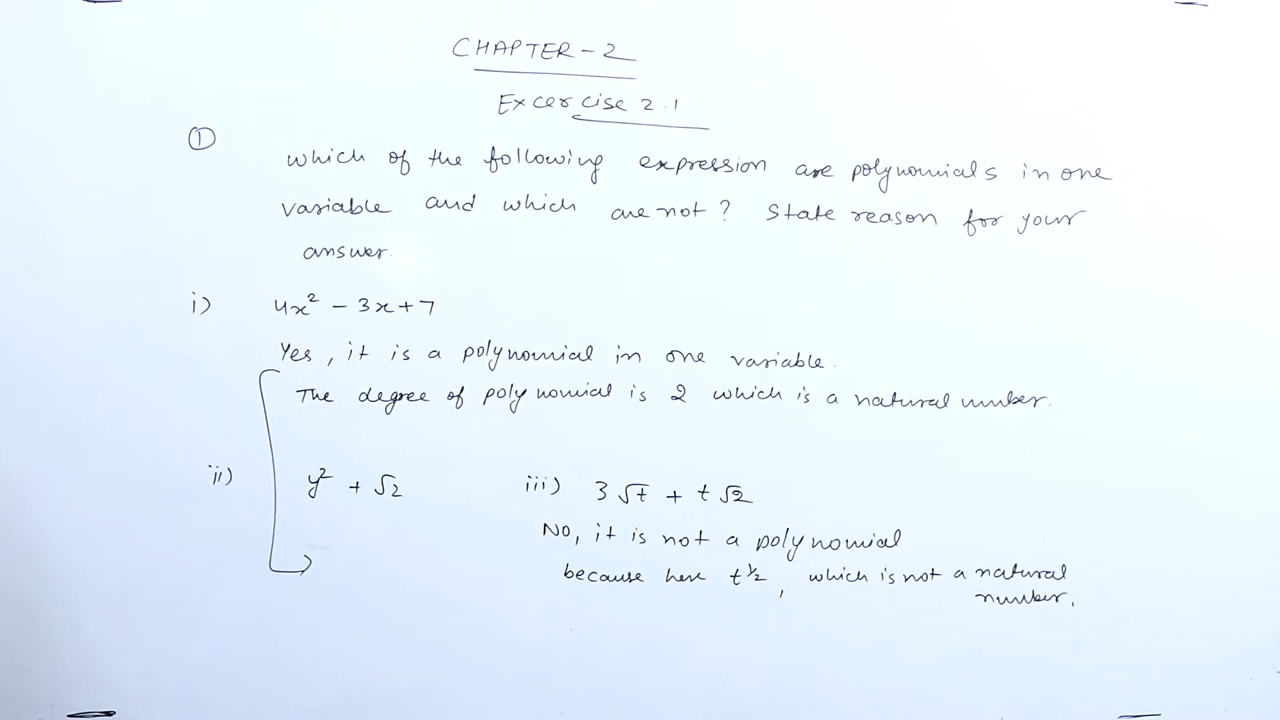 CHAPTER-2
Excercise 2.1
① which of the following expression are polynomials in one
variable and which are not? State reason for your
answer.
i) 4x² - 3x + 7
Yes, it is a polynomial in one variable.
The degree of polynomial is 2 which is a natural number.
ii) y² + √2
iii) 3√t + t√2
No, it is not a polynomial
because here t^½, which is not a natural
number.